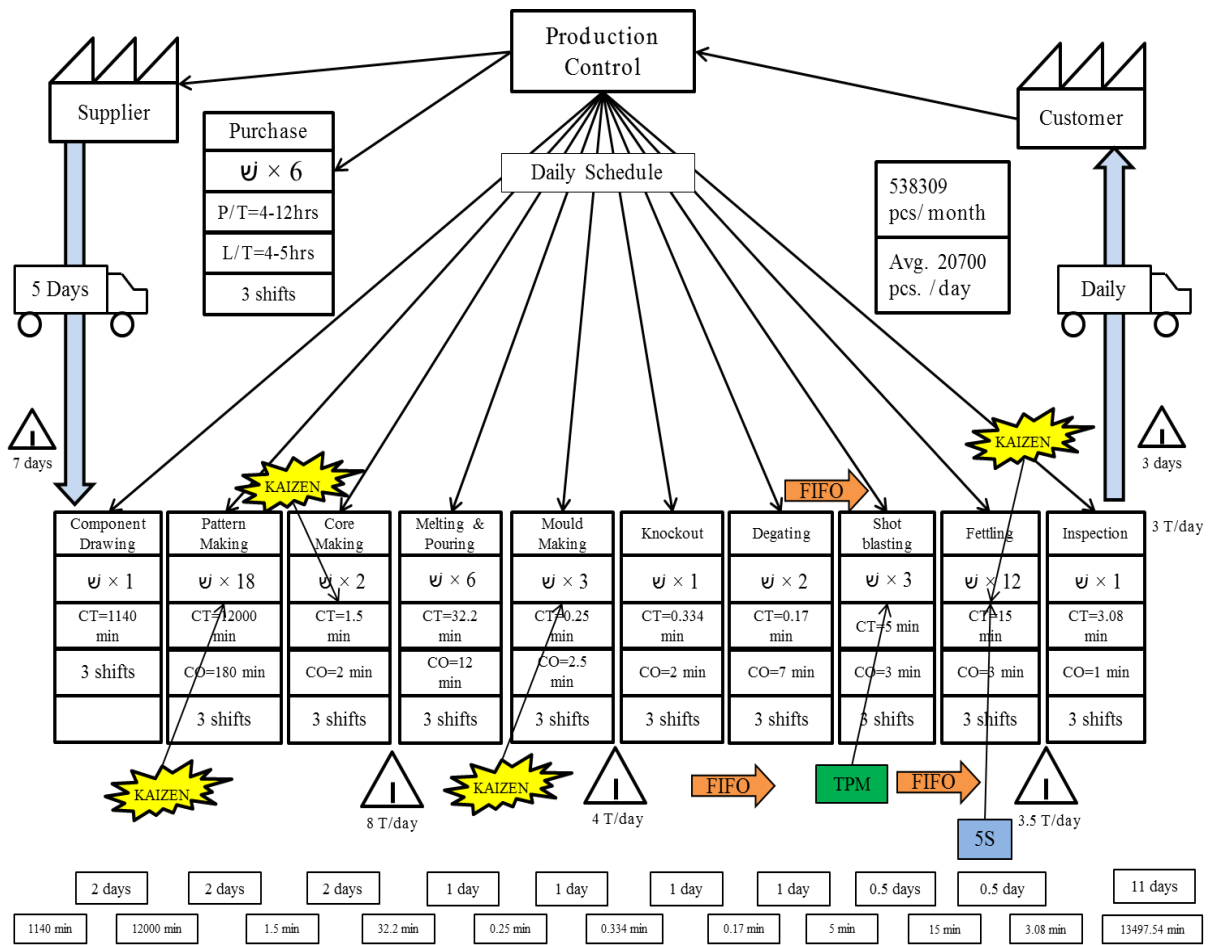 Production
Control
Supplier
Customer
Purchase
שׁ × 6
P/T=4-12hrs
L/T=4-5hrs
3 shifts
Daily Schedule
538309
pcs/ month
Avg. 20700
pcs. /day
5 Days
Daily
7 days
3 days
KAIZEN
KAIZEN
FIFO
3 T/day
Component
Drawing
שׁ × 1
CT=1140
min
3 shifts
Pattern
Making
שׁ × 18
CT=12000
min
CO=180 min
3 shifts
Core
Making
שׁ × 2
CT=1.5
min
CO=2 min
3 shifts
Melting &
Pouring
שׁ × 6
CT=32.2
min
CO=12
min
3 shifts
Mould
Making
שׁ × 3
CT=0.25
min
CO=2.5
min
3 shifts
Knockout
שׁ × 1
CT=0.334
min
CO=2 min
3 shifts
Degating
שׁ × 2
CT=0.17
min
CO=7 min
3 shifts
Shot
blasting
שׁ × 3
CT=5 min
CO=3 min
3 shifts
Fettling
שׁ × 12
CT=15
min
CO=3 min
3 shifts
Inspection
שׁ × 1
CT=3.08
min
CO=1 min
3 shifts
KAIZEN
I
8 T/day
KAIZEN
I
4 T/day
FIFO
TPM
FIFO
I
3.5 T/day
5S
I
I
2 days
2 days
2 days
1 day
1 day
1 day
1 day
0.5 days
0.5 day
11 days
1140 min
12000 min
1.5 min
32.2 min
0.25 min
0.334 min
0.17 min
5 min
15 min
3.08 min
13497.54 min